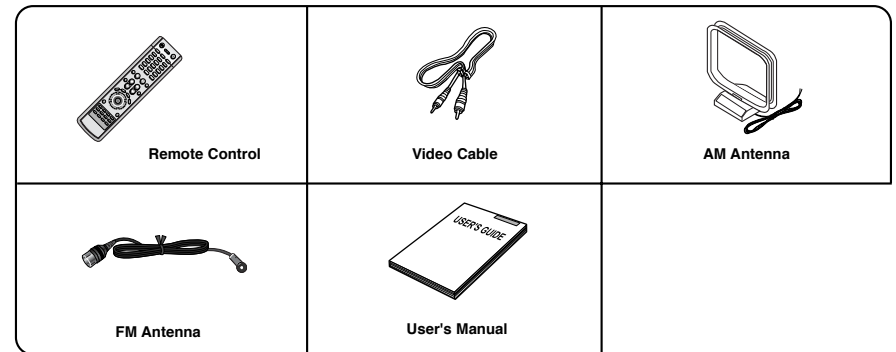 Remote Control
Video Cable
AM Antenna
USER'S GUIDE
FM Antenna
User's Manual